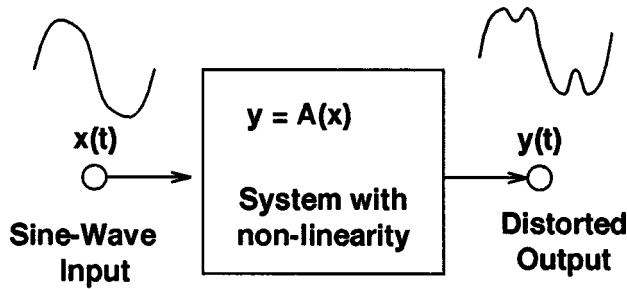 x(t)
Sine-Wave
Input
y = A(x)
System with
non-linearity
y(t)
Distorted
Output